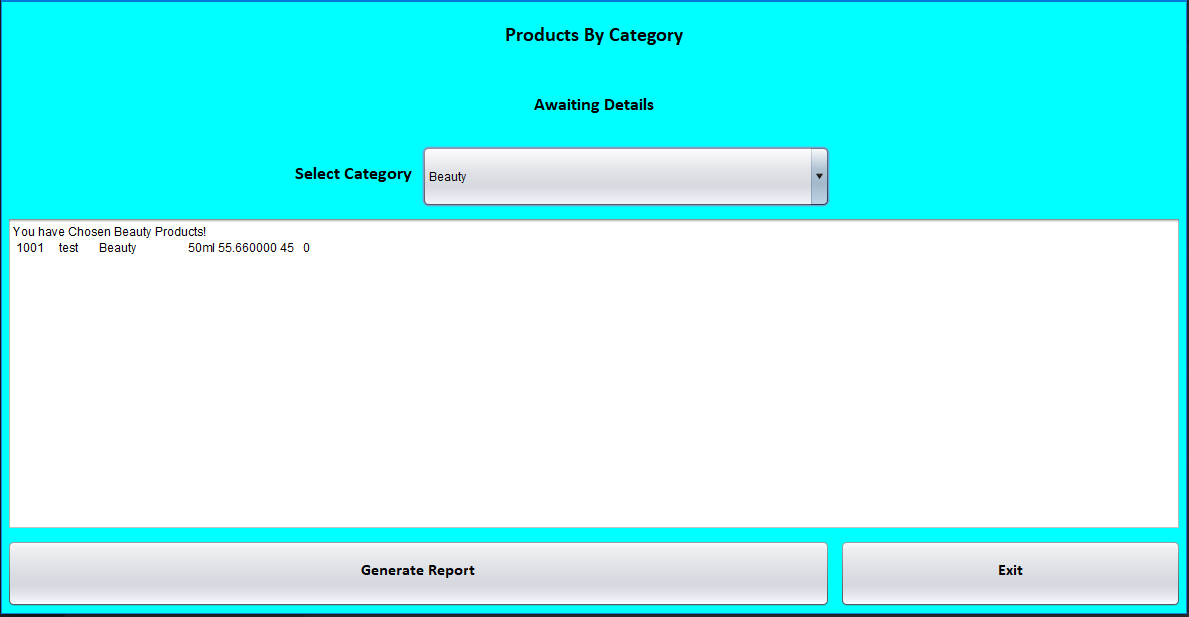 Products By Category
Awaiting Details
Select Category Beauty
You have Chosen Beauty Products!
1001 test Beauty 50ml 55.660000 45 0
Generate Report Exit